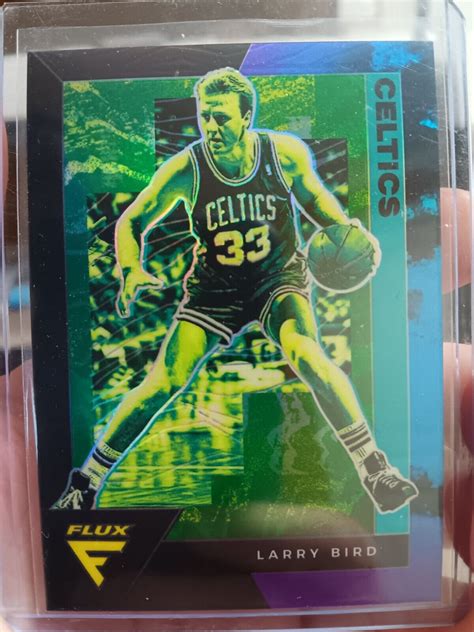 CELTICS
CELTICS
33
FLUX
LARRY BIRD